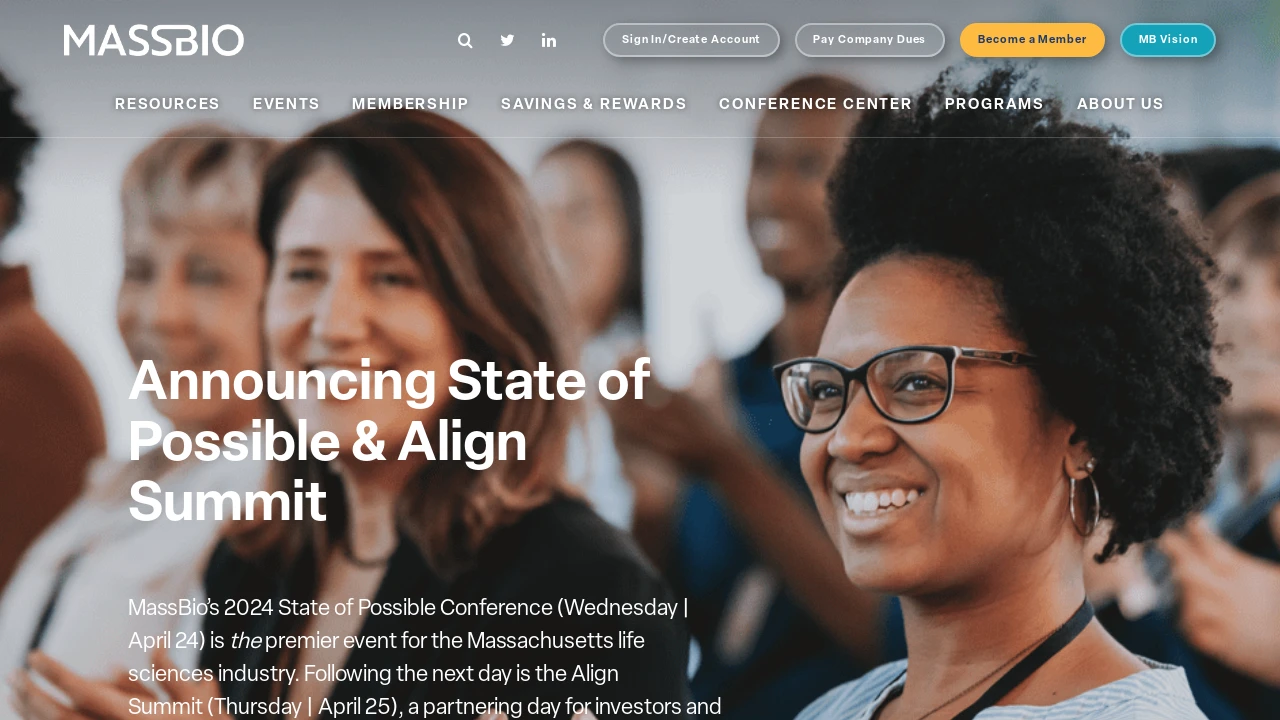 MASSBIO
Sign In/Create Account
Pay Company Dues
Become a Member
MB Vision
RESOURCES
EVENTS
MEMBERSHIP
SAVINGS & REWARDS
CONFERENCE CENTER
PROGRAMS
ABOUT US
Announcing State of
Possible & Align
Summit
MassBio’s 2024 State of Possible Conference (Wednesday |
April 24) is the premier event for the Massachusetts life
sciences industry. Following the next day is the Align
Summit (Thursday | April 25), a partnering day for investors and